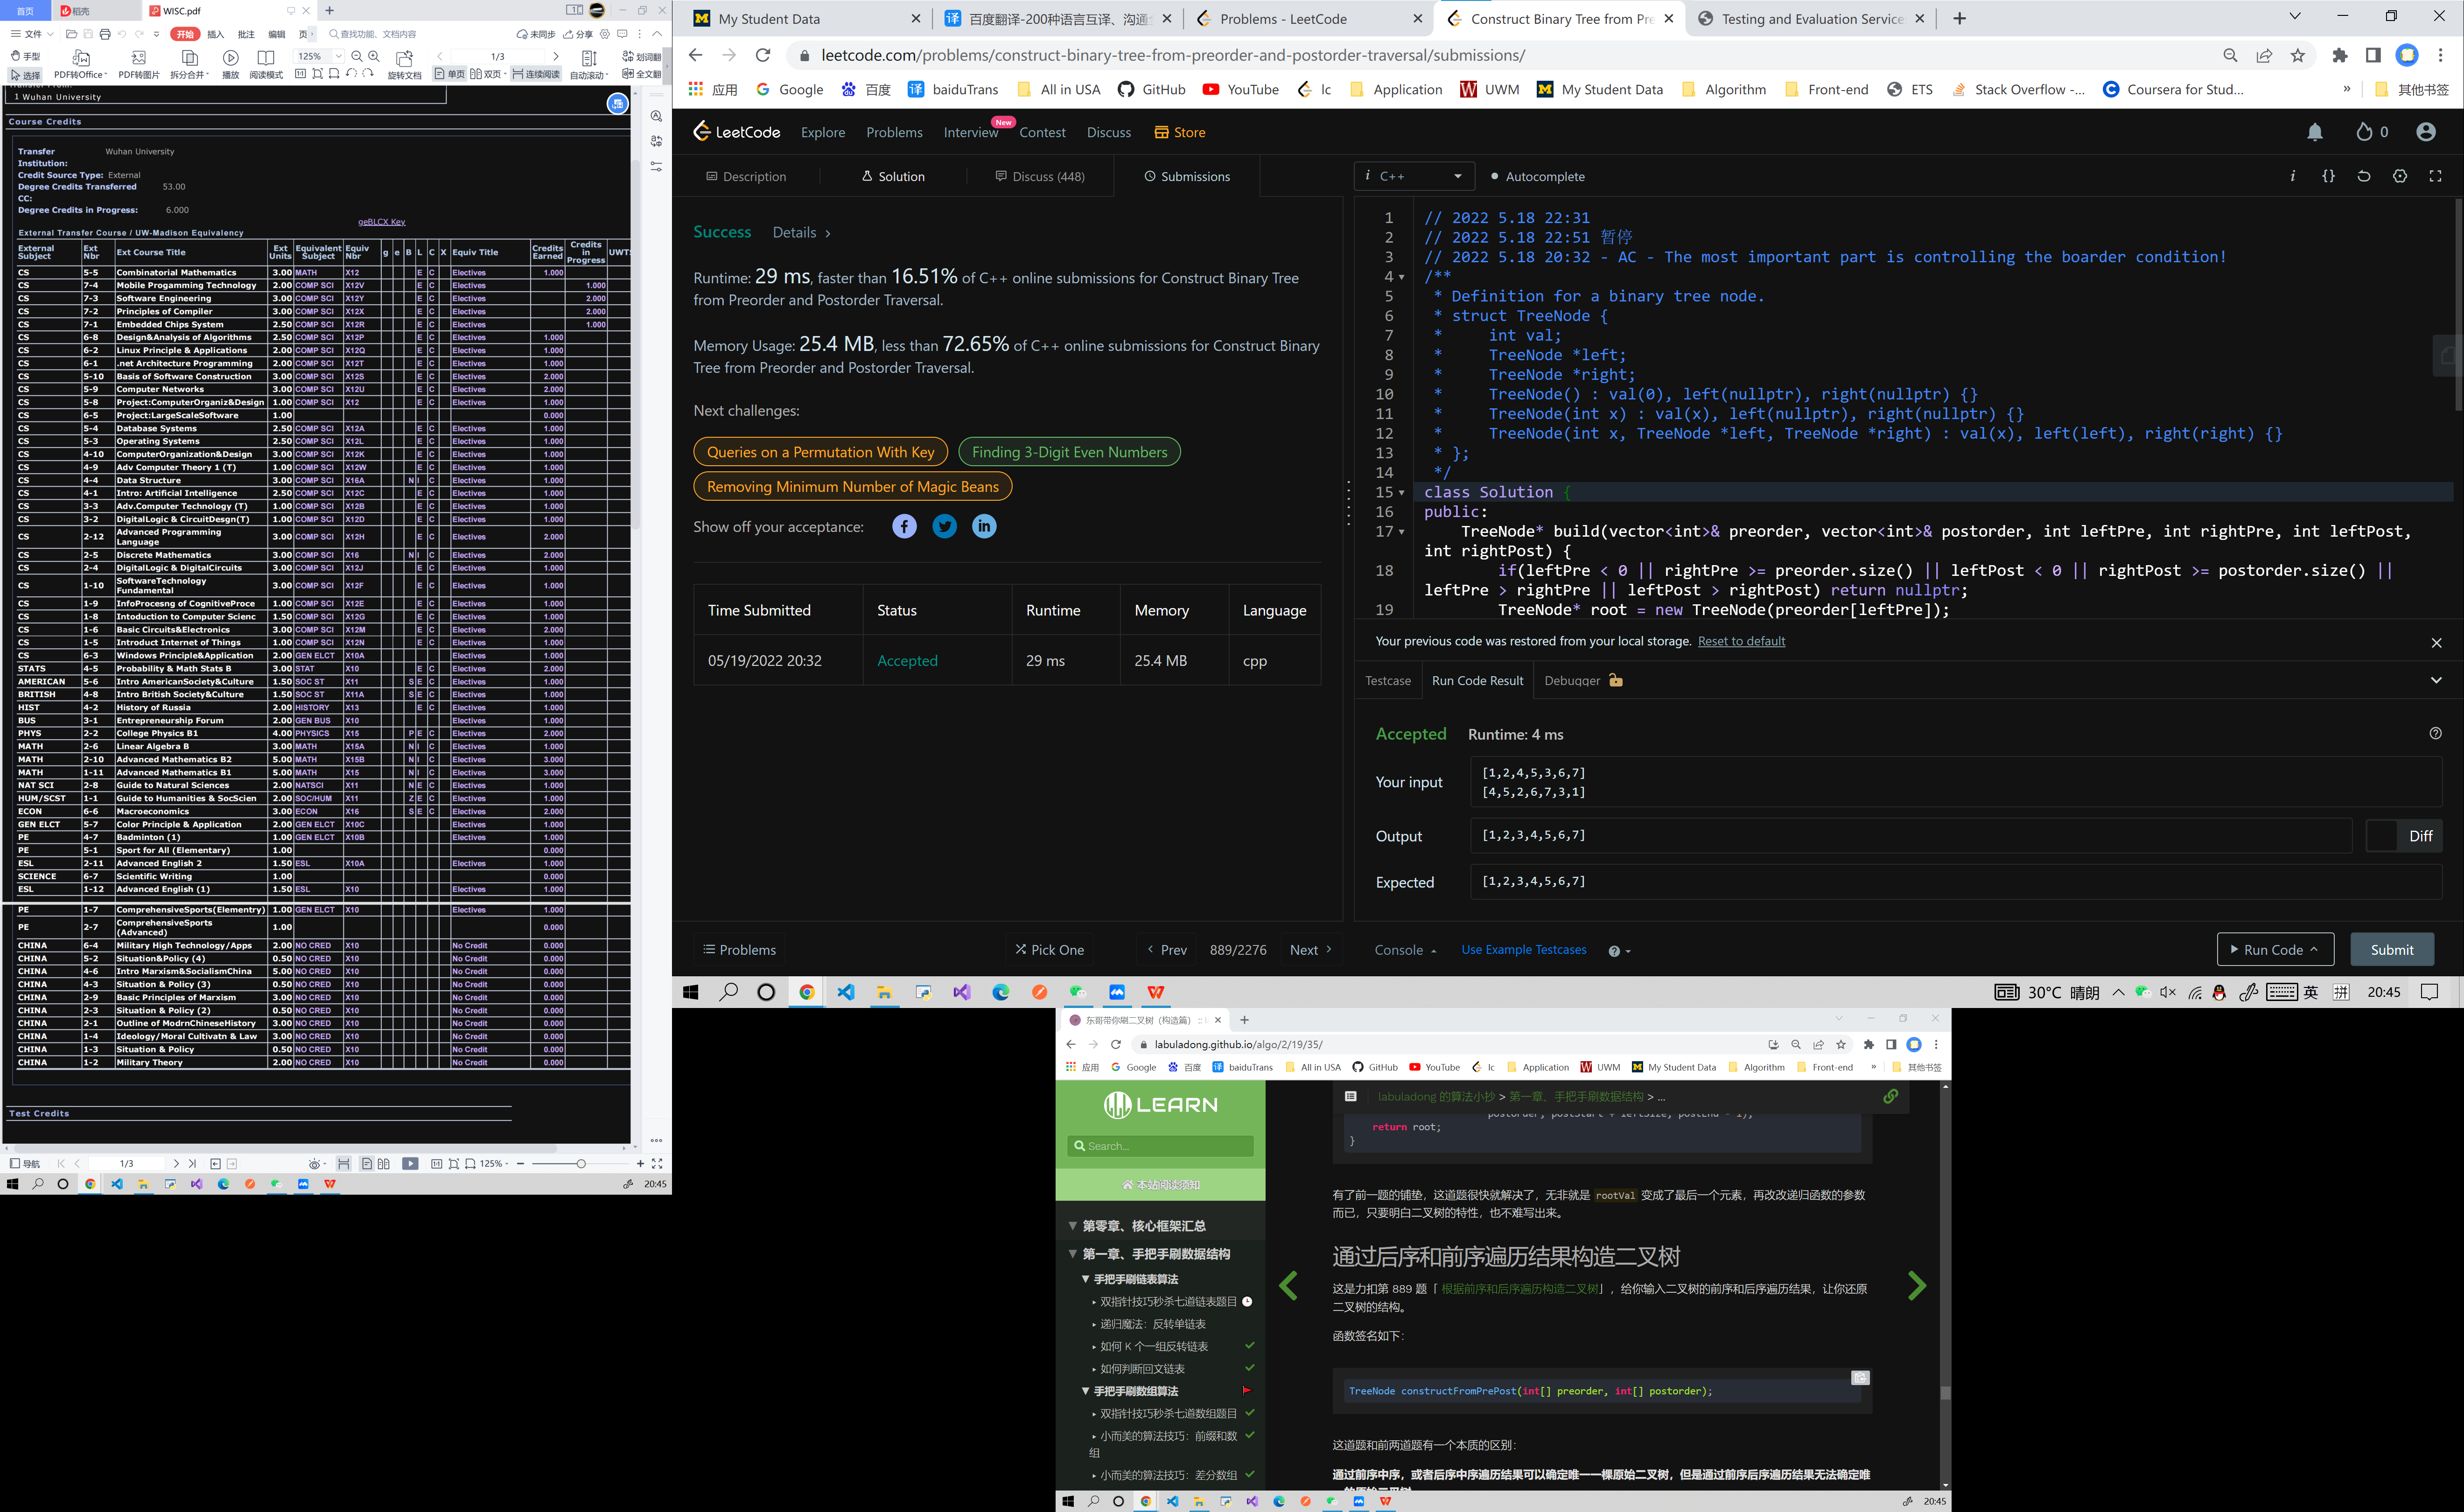 首页 稻壳 WISC.pdf
文件 开始 插入 批注 编辑 页 查找功能、文档内容 未同步 分享
手型 125% 1/3 划词翻
选择 PDF转Office PDF转图片 拆分合并 播放 阅读模式 旋转文档 单页 双页 连续阅读 自动滚动 全文翻
1 Wuhan University
Course Credits
Transfer Institution: Wuhan University
Credit Source Type: External
Degree Credits Transferred CC: 53.00
Degree Credits in Progress: 6.000
geBLCX Key
External Transfer Course / UW-Madison Equivalency
External Subject Ext Nbr Ext Course Title Ext Units Equivalent Subject Equiv Nbr g e B L C X Equiv Title Credits Earned Credits in Progress UWT
CS 5-5 Combinatorial Mathematics 3.00 MATH X12 E C Electives 1.000
CS 7-4 Mobile Progamming Technology 2.00 COMP SCI X12V E C Electives 1.000
CS 7-3 Software Engineering 3.00 COMP SCI X12Y E C Electives 2.000
CS 7-2 Principles of Compiler 3.00 COMP SCI X12X E C Electives 2.000
CS 7-1 Embedded Chips System 2.50 COMP SCI X12R E C Electives 1.000
CS 6-8 Design&Analysis of Algorithms 2.50 COMP SCI X12P E C Electives 1.000
CS 6-2 Linux Principle & Applications 2.00 COMP SCI X12Q E C Electives 1.000
CS 6-1 .net Architecture Programming 2.00 COMP SCI X12T E C Electives 1.000
CS 5-10 Basis of Software Construction 3.00 COMP SCI X12S E C Electives 2.000
CS 5-9 Computer Networks 3.00 COMP SCI X12U E C Electives 2.000
CS 5-8 Project:ComputerOrganiz&Design 1.00 COMP SCI X12 E C Electives 1.000
CS 6-5 Project:LargeScaleSoftware 1.00 0.000
CS 5-4 Database Systems 2.50 COMP SCI X12A E C Electives 1.000
CS 5-3 Operating Systems 2.50 COMP SCI X12L E C Electives 1.000
CS 4-10 ComputerOrganization&Design 3.00 COMP SCI X12K E C Electives 2.000
CS 4-9 Adv Computer Theory 1 (T) 1.00 COMP SCI X12W E C Electives 1.000
CS 4-4 Data Structure 3.00 COMP SCI X16A N I C Electives 2.000
CS 4-1 Intro: Artificial Intelligence 2.50 COMP SCI X12C E C Electives 1.000
CS 3-3 Adv.Computer Technology (T) 1.00 COMP SCI X12B E C Electives 1.000
CS 3-2 DigitalLogic & CircuitDesgn(T) 1.00 COMP SCI X12D E C Electives 1.000
CS 2-12 Advanced Programming Language 3.00 COMP SCI X12H E C Electives 2.000
CS 2-5 Discrete Mathematics 3.00 COMP SCI X16 N I C Electives 2.000
CS 2-4 DigitalLogic & DigitalCircuits 3.00 COMP SCI X12J E C Electives 1.000
CS 1-10 SoftwareTechnology Fundamental 3.00 COMP SCI X12F E C Electives 1.000
CS 1-9 InfoProcesng of CognitiveProce 1.00 COMP SCI X12E E C Electives 1.000
CS 1-8 Intoduction to Computer Scienc 1.50 COMP SCI X12G E C Electives 1.000
CS 1-6 Basic Circuits&Electronics 3.00 COMP SCI X12M E C Electives 2.000
CS 1-5 Introduct Internet of Things 1.00 COMP SCI X12N E C Electives 1.000
CS 6-3 Windows Principle&Application 2.00 GEN ELCT X10A Electives 1.000
STATS 4-5 Probability & Math Stats B 3.00 STAT X10 E C Electives 2.000
AMERICAN 5-6 Intro AmericanSociety&Culture 1.50 SOC ST X11 S E C Electives 1.000
BRITISH 4-8 Intro British Society&Culture 1.50 SOC ST X11A S E C Electives 1.000
HIST 4-2 History of Russia 2.00 HISTORY X13 E C Electives 1.000
BUS 3-1 Entrepreneurship Forum 2.00 GEN BUS X10 Electives 1.000
PHYS 2-2 College Physics B1 4.00 PHYSICS X15 P E C Electives 2.000
MATH 2-6 Linear Algebra B 3.00 MATH X15A N I C Electives 1.000
MATH 2-10 Advanced Mathematics B2 5.00 MATH X15B N I C Electives 3.000
MATH 1-11 Advanced Mathematics B1 5.00 MATH X15 N I C Electives 3.000
NAT SCI 2-8 Guide to Natural Sciences 2.00 NATSCI X11 N E C Electives 1.000
HUM/SCST 1-1 Guide to Humanities & SocScien 2.00 SOC/HUM X11 Z E C Electives 1.000
ECON 6-6 Macroeconomics 3.00 ECON X16 S E C Electives 2.000
GEN ELCT 5-7 Color Principle & Application 2.00 GEN ELCT X10C Electives 1.000
PE 4-7 Badminton (1) 1.00 GEN ELCT X10B Electives 1.000
PE 5-1 Sport for All (Elementary) 1.00 0.000
ESL 2-11 Advanced English 2 1.50 ESL X10A Electives 1.000
SCIENCE 6-7 Scientific Writing 1.00 0.000
ESL 1-12 Advanced English (1) 1.50 ESL X10 Electives 1.000
PE 1-7 ComprehensiveSports(Elementry) 1.00 GEN ELCT X10 Electives 1.000
PE 2-7 ComprehensiveSports (Advanced) 1.00 0.000
CHINA 6-4 Military High Technology/Apps 2.00 NO CRED X10 No Credit 0.000
CHINA 5-2 Situation&Policy (4) 0.50 NO CRED X10 No Credit 0.000
CHINA 4-6 Intro Marxism&SocialismChina 5.00 NO CRED X10 No Credit 0.000
CHINA 4-3 Situation & Policy (3) 0.50 NO CRED X10 No Credit 0.000
CHINA 2-9 Basic Principles of Marxism 3.00 NO CRED X10 No Credit 0.000
CHINA 2-3 Situation & Policy (2) 0.50 NO CRED X10 No Credit 0.000
CHINA 2-1 Outline of ModrnChineseHistory 3.00 NO CRED X10 No Credit 0.000
CHINA 1-4 Ideology/Moral Cultivatn & Law 3.00 NO CRED X10 No Credit 0.000
CHINA 1-3 Situation & Policy 0.50 NO CRED X10 No Credit 0.000
CHINA 1-2 Military Theory 2.00 NO CRED X10 No Credit 0.000
Test Credits
导航 1/3 125%
20:45
My Student Data 百度翻译-200种语言互译、沟通 Problems - LeetCode Construct Binary Tree from Pre Testing and Evaluation Service
leetcode.com/problems/construct-binary-tree-from-preorder-and-postorder-traversal/submissions/
应用 Google 百度 baiduTrans All in USA GitHub YouTube lc Application UWM My Student Data Algorithm Front-end ETS Stack Overflow -... Coursera for Stud... » 其他书签
LeetCode Explore Problems Interview New Contest Discuss Store 0
Description Solution Discuss (448) Submissions
Success Details
Runtime: 29 ms, faster than 16.51% of C++ online submissions for Construct Binary Tree
from Preorder and Postorder Traversal.
Memory Usage: 25.4 MB, less than 72.65% of C++ online submissions for Construct Binary
Tree from Preorder and Postorder Traversal.
Next challenges:
Queries on a Permutation With Key Finding 3-Digit Even Numbers
Removing Minimum Number of Magic Beans
Show off your acceptance:
Time Submitted Status Runtime Memory Language
05/19/2022 20:32 Accepted 29 ms 25.4 MB cpp
Problems Pick One Prev 889/2276 Next
C++ Autocomplete
1 // 2022 5.18 22:31
2 // 2022 5.18 22:51 暂停
3 // 2022 5.18 20:32 - AC - The most important part is controlling the boarder condition!
4 /**
5 * Definition for a binary tree node.
6 * struct TreeNode {
7 * int val;
8 * TreeNode *left;
9 * TreeNode *right;
10 * TreeNode() : val(0), left(nullptr), right(nullptr) {}
11 * TreeNode(int x) : val(x), left(nullptr), right(nullptr) {}
12 * TreeNode(int x, TreeNode *left, TreeNode *right) : val(x), left(left), right(right) {}
13 * };
14 */
15 class Solution {
16 public:
17 TreeNode* build(vector<int>& preorder, vector<int>& postorder, int leftPre, int rightPre, int leftPost,
int rightPost) {
18 if(leftPre < 0 || rightPre >= preorder.size() || leftPost < 0 || rightPost >= postorder.size() ||
leftPre > rightPre || leftPost > rightPost) return nullptr;
19 TreeNode* root = new TreeNode(preorder[leftPre]);
Your previous code was restored from your local storage. Reset to default
Testcase Run Code Result Debugger
Accepted Runtime: 4 ms
Your input
[1,2,4,5,3,6,7]
[4,5,2,6,7,3,1]
Output [1,2,3,4,5,6,7] Diff
Expected [1,2,3,4,5,6,7]
Console Use Example Testcases Run Code Submit
30°C 晴朗 英 拼 20:45
东哥带你刷二叉树（构造篇）
labuladong.github.io/algo/2/19/35/
应用 Google 百度 baiduTrans All in USA GitHub YouTube lc Application UWM My Student Data Algorithm Front-end » 其他书签
LEARN
Search...
本站阅读须知
第零章、核心框架汇总
第一章、手把手刷数据结构
手把手刷链表算法
双指针技巧秒杀七道链表题目
递归魔法：反转单链表
如何 K 个一组反转链表
如何判断回文链表
手把手刷数组算法
双指针技巧秒杀七道数组题目
小而美的算法技巧：前缀和数
组
小而美的算法技巧：差分数组
labuladong 的算法小抄 > 第一章、手把手刷数据结构 > ...
postorder, postStart + leftSize, postEnd - 1);
return root;
}
有了前一题的铺垫，这道题很快就解决了，无非就是 rootVal 变成了最后一个元素，再改改递归函数的参数
而已，只要明白二叉树的特性，也不难写出来。
通过后序和前序遍历结果构造二叉树
这是力扣第 889 题「 根据前序和后序遍历构造二叉树」，给你输入二叉树的前序和后序遍历结果，让你还原
二叉树的结构。
函数签名如下：
TreeNode constructFromPrePost(int[] preorder, int[] postorder);
这道题和前两道题有一个本质的区别：
通过前序中序，或者后序中序遍历结果可以确定唯一一棵原始二叉树，但是通过前序后序遍历结果无法确定唯
20:45